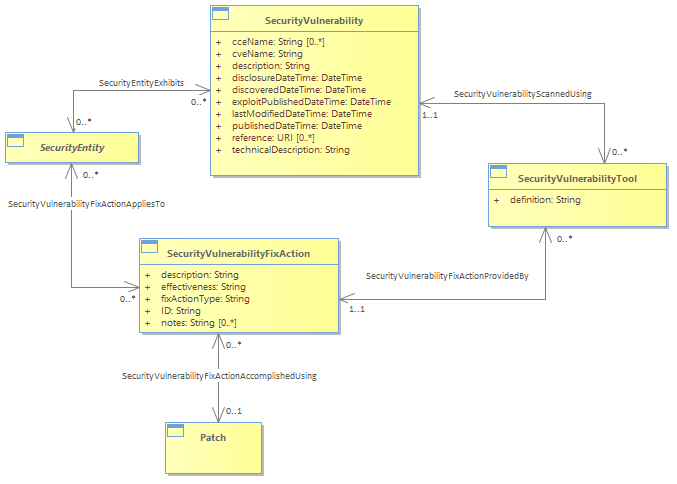 SecurityVulnerability
+ cceName: String [0..*]
+ cveName: String
+ description: String
+ disclosureDateTime: DateTime
+ discoveredDateTime: DateTime
+ exploitPublishedDateTime: DateTime
+ lastModifiedDateTime: DateTime
+ publishedDateTime: DateTime
+ reference: URI [0..*]
+ technicalDescription: String
SecurityEntityExhibits
0..*
0..*
SecurityVulnerabilityScannedUsing
1..1
0..*
SecurityEntity
0..*
SecurityVulnerabilityTool
+ definition: String
0..*
SecurityVulnerabilityFixActionAppliesTo
0..*
SecurityVulnerabilityFixAction
+ description: String
+ effectiveness: String
+ fixActionType: String
+ ID: String
+ notes: String [0..*]
SecurityVulnerabilityFixActionProvidedBy
1..1
0..*
SecurityVulnerabilityFixActionAccomplishedUsing
0..1
Patch